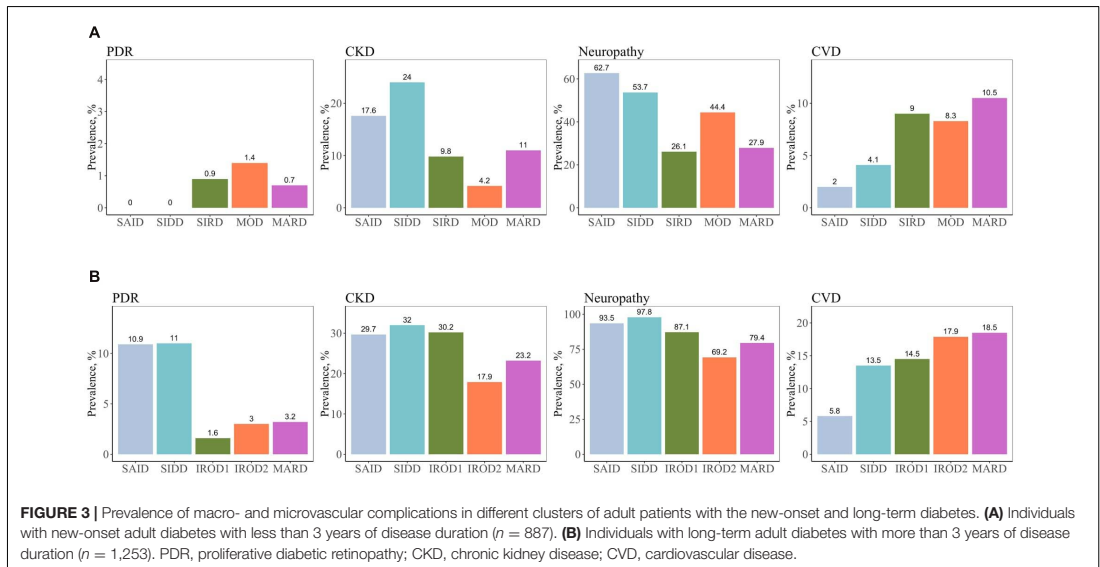 A
PDR
Prevalence, %
4
3
2
1
0
0
0
0.9
1.4
0.7
SAID SIDD SIRD MOD MARD
CKD
Prevalence, %
20
10
0
17.6
24
9.8
4.2
11
SAID SIDD SIRD MOD MARD
Neuropathy
Prevalence, %
60
40
20
0
62.7
53.7
26.1
44.4
27.9
SAID SIDD SIRD MOD MARD
CVD
Prevalence, %
10
5
0
2
4.1
9
8.3
10.5
SAID SIDD SIRD MOD MARD
B
PDR
Prevalence, %
10
5
0
10.9
11
1.6
3
3.2
SAID SIDD IROD1 IROD2 MARD
CKD
Prevalence, %
30
20
10
0
29.7
32
30.2
17.9
23.2
SAID SIDD IROD1 IROD2 MARD
Neuropathy
Prevalence, %
100
75
50
25
0
93.5
97.8
87.1
69.2
79.4
SAID SIDD IROD1 IROD2 MARD
CVD
Prevalence, %
20
15
10
5
0
5.8
13.5
14.5
17.9
18.5
SAID SIDD IROD1 IROD2 MARD
FIGURE 3 | Prevalence of macro- and microvascular complications in different clusters of adult patients with the new-onset and long-term diabetes. (A) Individuals
with new-onset adult diabetes with less than 3 years of disease duration (n = 887). (B) Individuals with long-term adult diabetes with more than 3 years of disease
duration (n = 1,253). PDR, proliferative diabetic retinopathy; CKD, chronic kidney disease; CVD, cardiovascular disease.